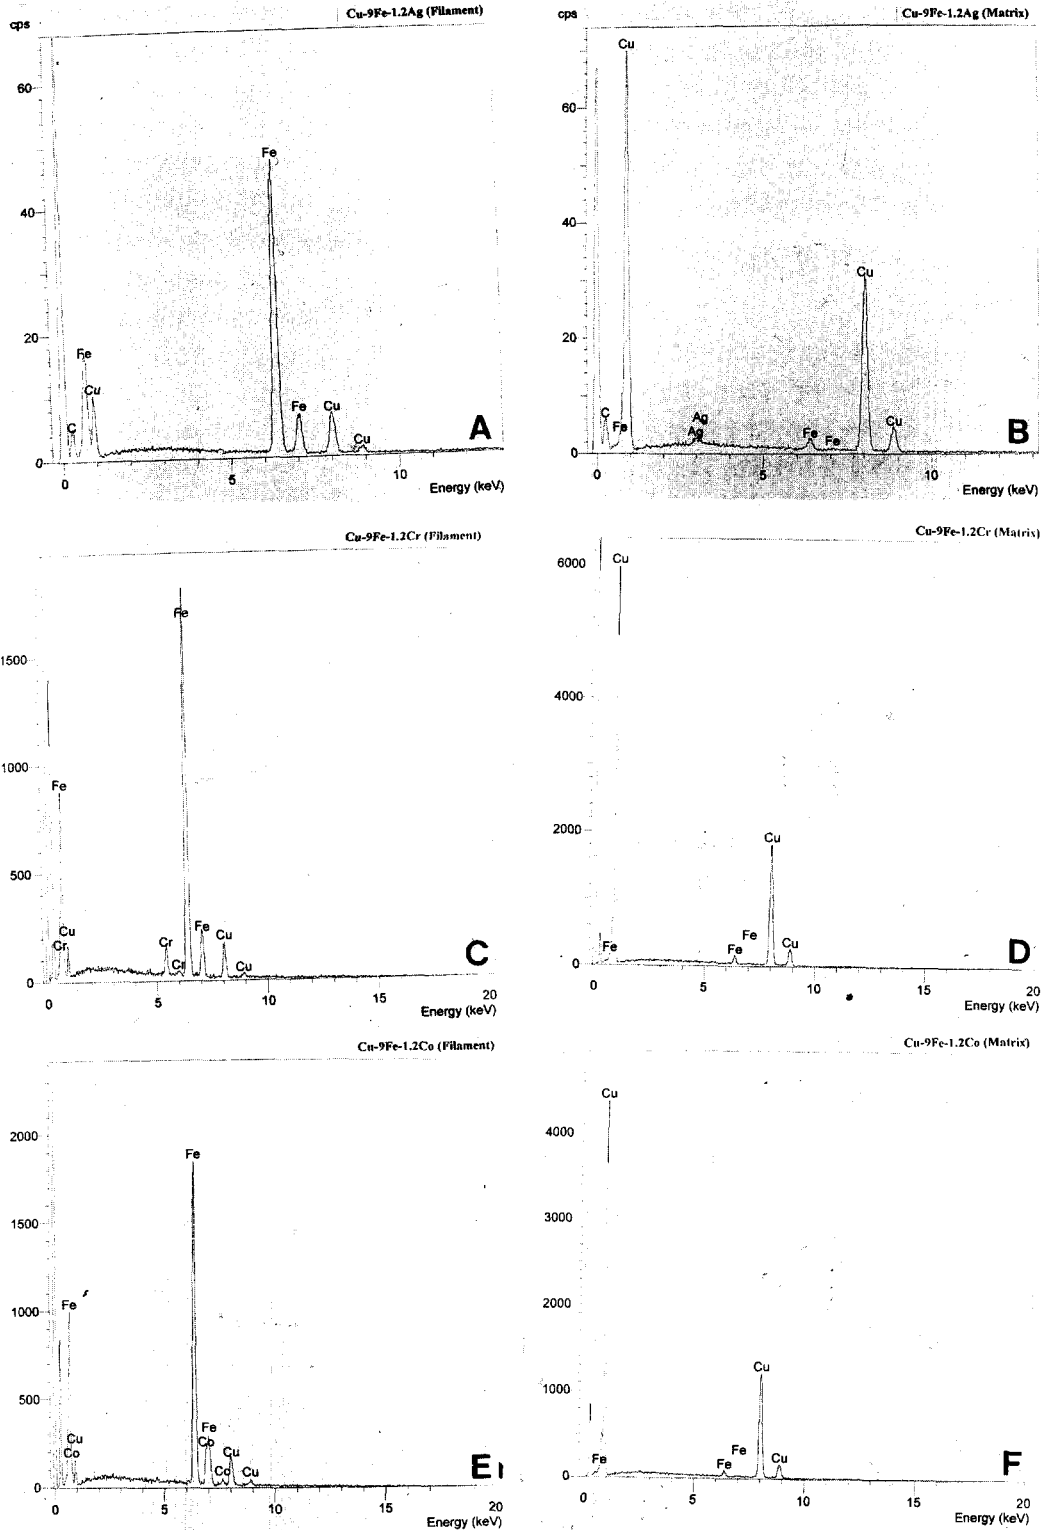 cps
Cu-9Fe-1.2Ag (Filament)
60
40
20
0
Fe
Fe
Cu
C
Fe
Cu
Cu
A
0 5 10
Energy (keV)
cps
Cu-9Fe-1.2Ag (Matrix)
60
40
20
0
Cu
Cu
C
Fe
Ag
Ag
Fe
Fe
Cu
B
0 5 10
Energy (keV)
Cu-9Fe-1.2Cr (Filament)
1500
1000
500
0
Fe
Fe
Cu
Cr
Cr
Cr
Fe
Cu
Cu
C
0 5 10 15 20
Energy (keV)
Cu-9Fe-1.2Cr (Matrix)
6000
4000
2000
0
Cu
Cu
Fe
Fe
Fe
Cu
D
0 5 10 15 20
Energy (keV)
Cu-9Fe-1.2Co (Filament)
2000
1500
1000
500
0
Fe
Fe
Cu
Co
Fe
Co
Cu
Co
Cu
E
0 5 10 15 20
Energy (keV)
Cu-9Fe-1.2Co (Matrix)
4000
3000
2000
1000
0
Cu
Cu
Fe
Fe
Fe
Cu
F
0 5 10 15 20
Energy (keV)